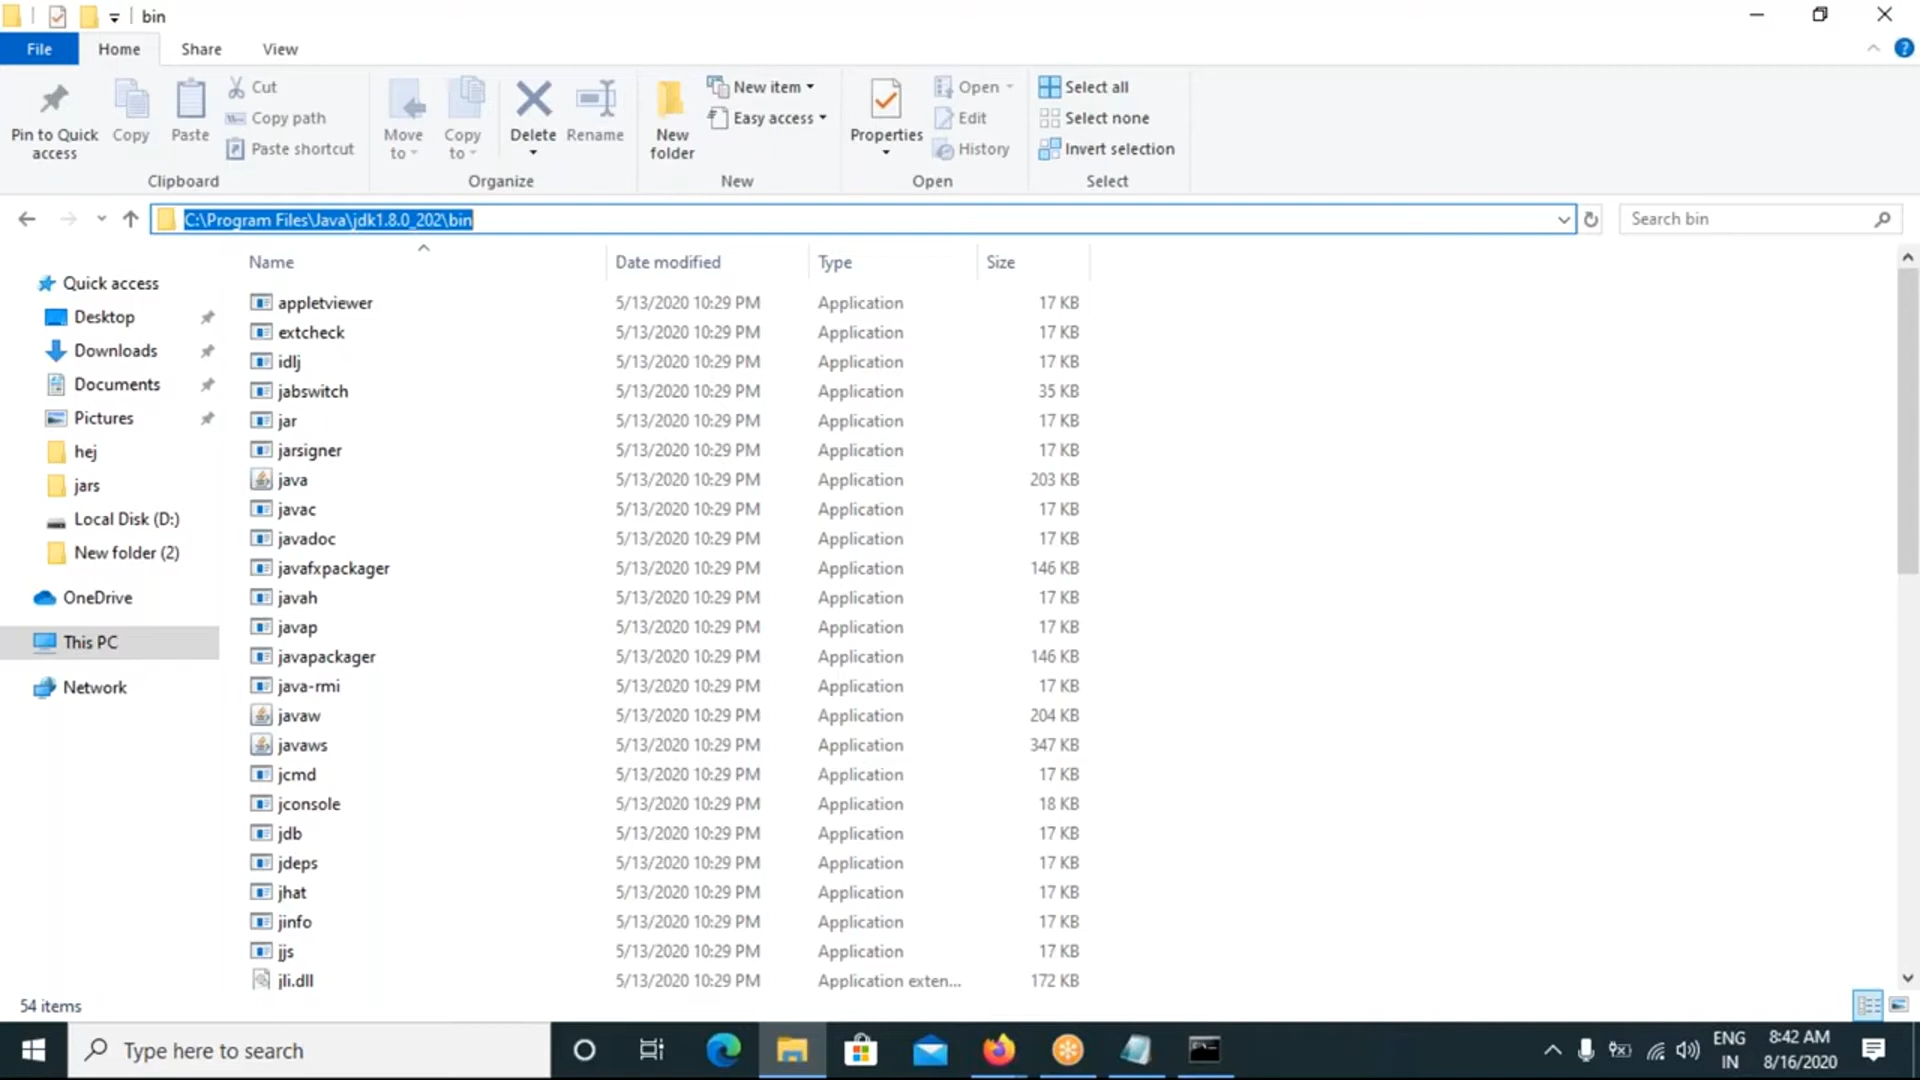 bin
File Home Share View
Pin to Quick access
Copy
Paste
Cut
Copy path
Paste shortcut
Clipboard
Move to
Copy to
Delete
Rename
Organize
New folder
New item
Easy access
New
Properties
Open
Edit
History
Open
Select all
Select none
Invert selection
Select
C:\Program Files\Java\jdk1.8.0_202\bin
Search bin
Quick access
Desktop
Downloads
Documents
Pictures
hej
jars
Local Disk (D:)
New folder (2)
OneDrive
This PC
Network
Name Date modified Type Size
appletviewer 5/13/2020 10:29 PM Application 17 KB
extcheck 5/13/2020 10:29 PM Application 17 KB
idlj 5/13/2020 10:29 PM Application 17 KB
jabswitch 5/13/2020 10:29 PM Application 35 KB
jar 5/13/2020 10:29 PM Application 17 KB
jarsigner 5/13/2020 10:29 PM Application 17 KB
java 5/13/2020 10:29 PM Application 203 KB
javac 5/13/2020 10:29 PM Application 17 KB
javadoc 5/13/2020 10:29 PM Application 17 KB
javafxpackager 5/13/2020 10:29 PM Application 146 KB
javah 5/13/2020 10:29 PM Application 17 KB
javap 5/13/2020 10:29 PM Application 17 KB
javapackager 5/13/2020 10:29 PM Application 146 KB
java-rmi 5/13/2020 10:29 PM Application 17 KB
javaw 5/13/2020 10:29 PM Application 204 KB
javaws 5/13/2020 10:29 PM Application 347 KB
jcmd 5/13/2020 10:29 PM Application 17 KB
jconsole 5/13/2020 10:29 PM Application 18 KB
jdb 5/13/2020 10:29 PM Application 17 KB
jdeps 5/13/2020 10:29 PM Application 17 KB
jhat 5/13/2020 10:29 PM Application 17 KB
jinfo 5/13/2020 10:29 PM Application 17 KB
jjs 5/13/2020 10:29 PM Application 17 KB
jli.dll 5/13/2020 10:29 PM Application exten... 172 KB
54 items
Type here to search
ENG
IN
8:42 AM
8/16/2020